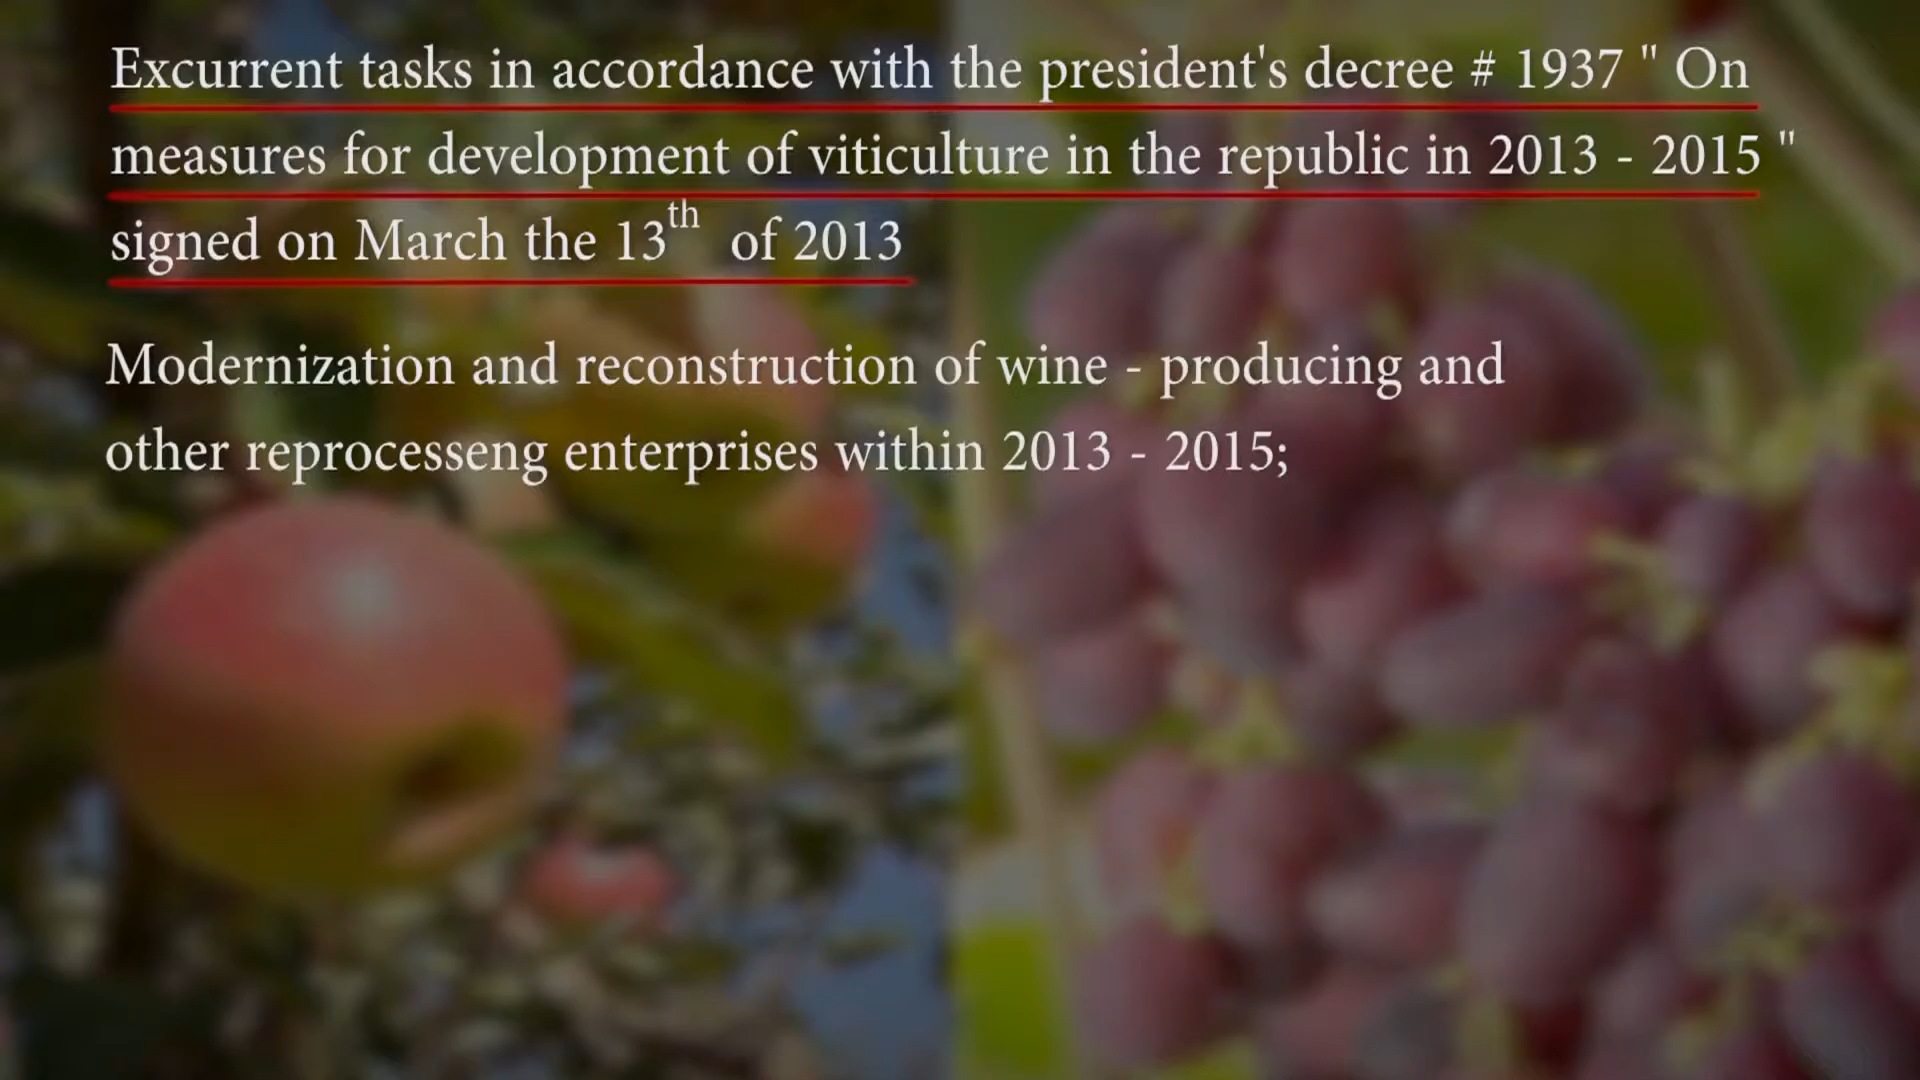 Excurrent tasks in accordance with the president's decree # 1937 " On
measures for development of viticulture in the republic in 2013 - 2015 "
signed on March the 13th of 2013
Modernization and reconstruction of wine - producing and
other reprocesseng enterprises within 2013 - 2015;